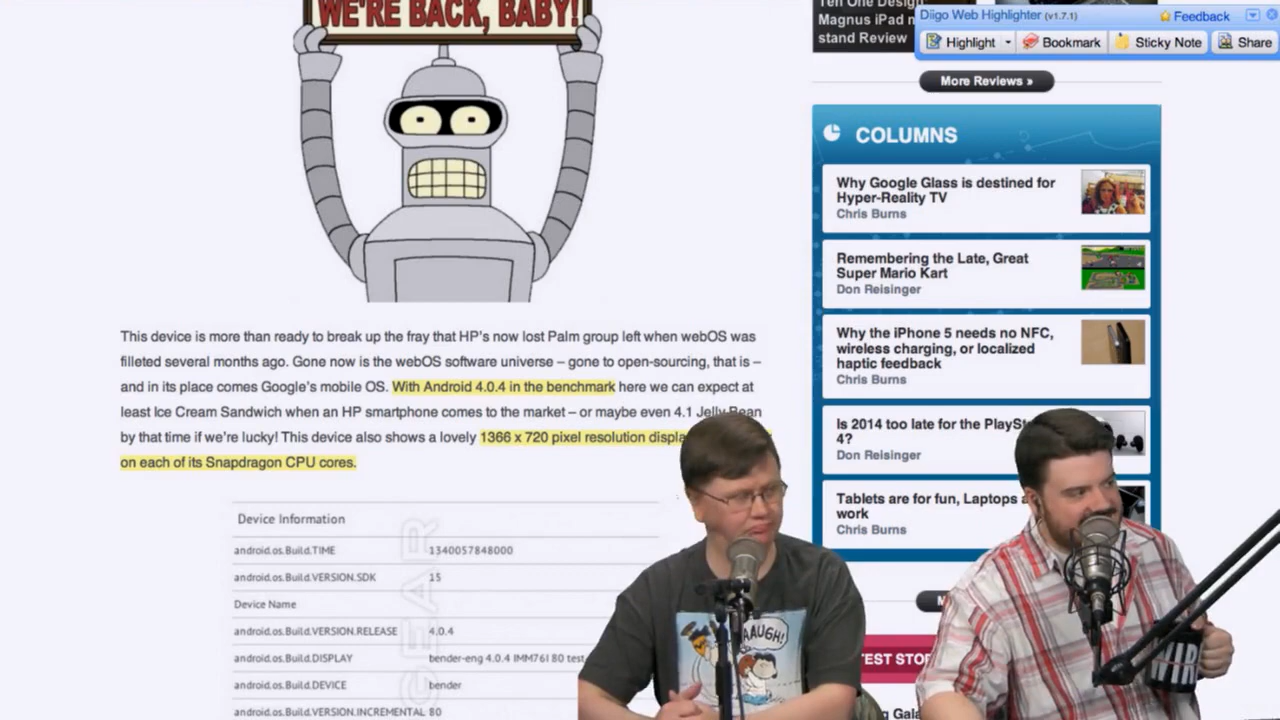 WE'RE BACK, BABY!
Ten One Design
Magnus iPad
stand Review
Diigo Web Highlighter (v1.7.1)
Feedback
Highlight
Bookmark
Sticky Note
Share
More Reviews »
COLUMNS
Why Google Glass is destined for
Hyper-Reality TV
Chris Burns
Remembering the Late, Great
Super Mario Kart
Don Reisinger
Why the iPhone 5 needs no NFC,
wireless charging, or localized
haptic feedback
Chris Burns
Is 2014 too late for the PlaySt
4?
Don Reisinger
Tablets are for fun, Laptops
work
Chris Burns
This device is more than ready to break up the fray that HP's now lost Palm group left when webOS was
filleted several months ago. Gone now is the webOS software universe – gone to open-sourcing, that is –
and in its place comes Google's mobile OS. With Android 4.0.4 in the benchmark here we can expect at
least Ice Cream Sandwich when an HP smartphone comes to the market – or maybe even 4.1 Jelly Bean
by that time if we're lucky! This device also shows a lovely 1366 x 720 pixel resolution displa
on each of its Snapdragon CPU cores.
Device Information
android.os.Build.TIME 1340057848000
android.os.Build.VERSION.SDK 15
Device Name
android.os.Build.VERSION.RELEASE 4.0.4
android.os.Build.DISPLAY bender-eng 4.0.4 IMM76I 80 test
android.os.Build.DEVICE bender
android.os.Build.VERSION.INCREMENTAL 80
GEAR
AAUGH!
WIR
TEST STOR
Gala